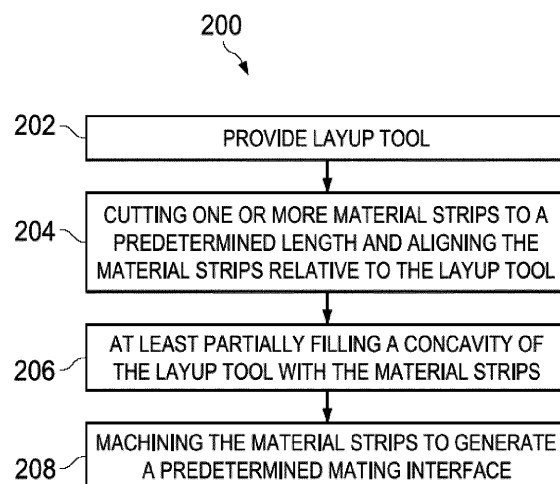 200
202
PROVIDE LAYUP TOOL
204
CUTTING ONE OR MORE MATERIAL STRIPS TO A
PREDETERMINED LENGTH AND ALIGNING THE
MATERIAL STRIPS RELATIVE TO THE LAYUP TOOL
206
AT LEAST PARTIALLY FILLING A CONCAVITY OF
THE LAYUP TOOL WITH THE MATERIAL STRIPS
208
MACHINING THE MATERIAL STRIPS TO GENERATE
A PREDETERMINED MATING INTERFACE